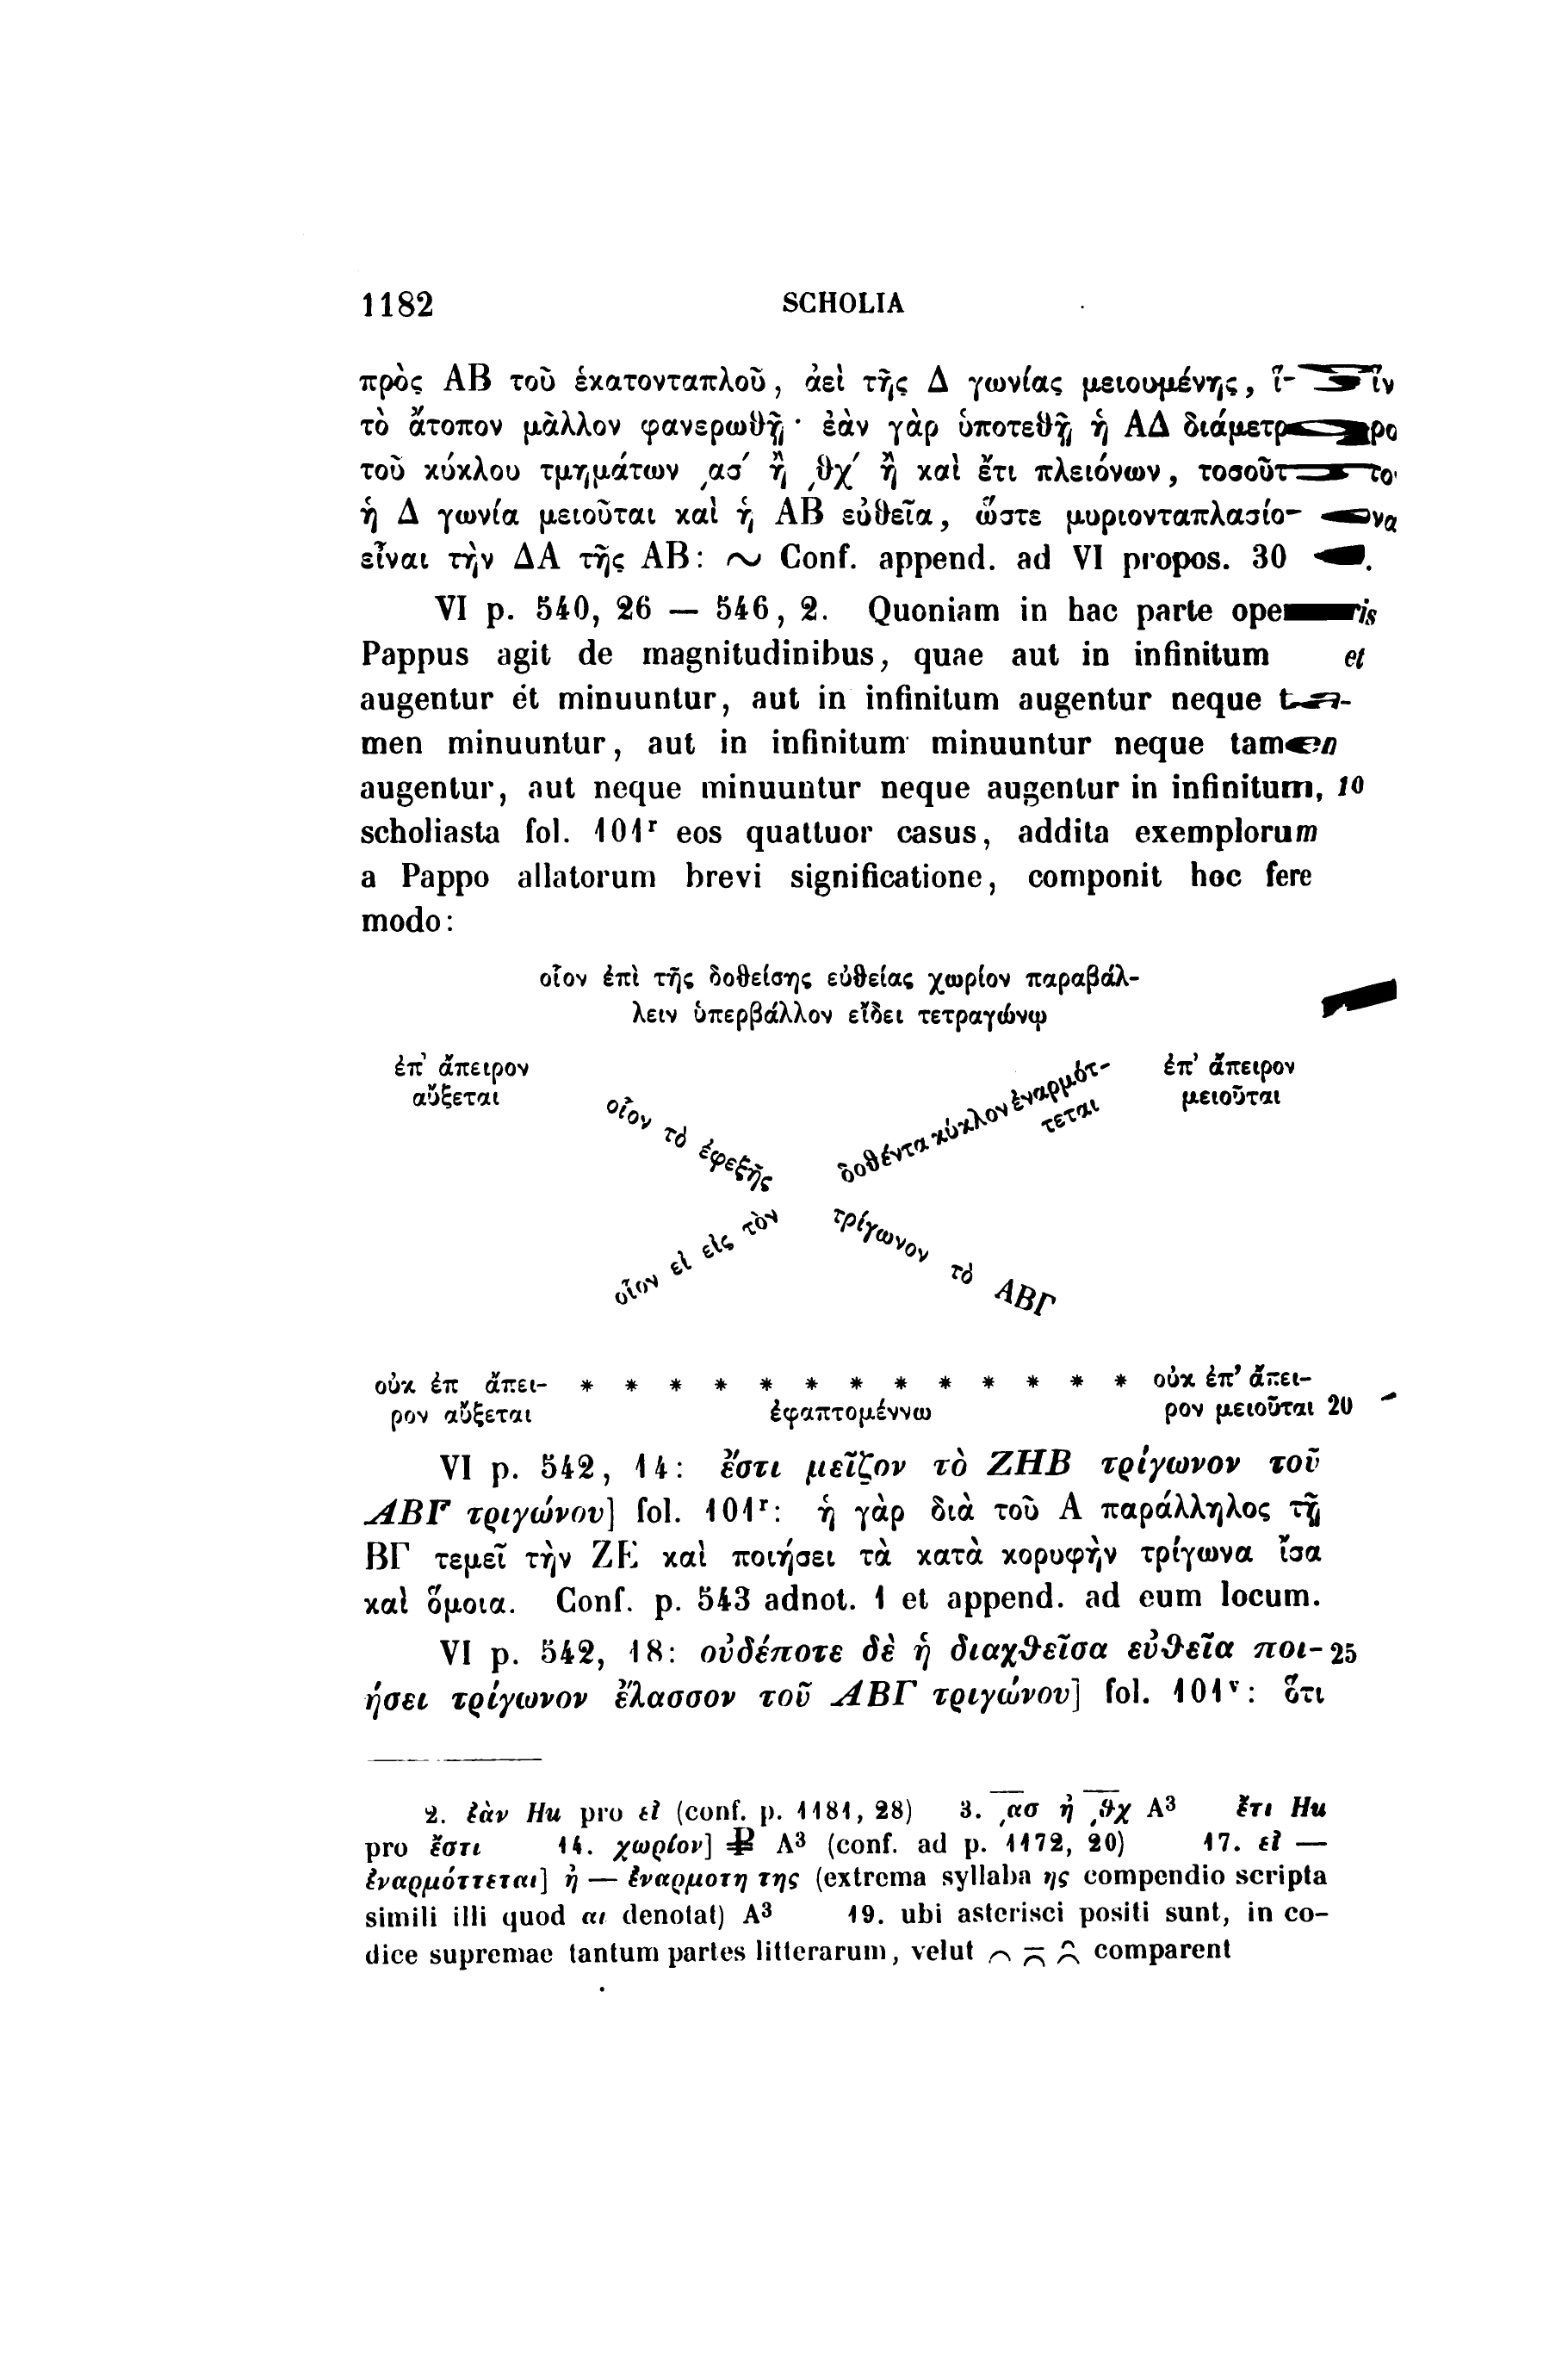 1182 SCHOLIA
πρὸς ΑΒ τοῦ ἑκατονταπλοῦ, ἀεὶ τῆς Δ γωνίας μειουμένης,
τὸ ἄτοπον μᾶλλον φανερωθῇ· ἐὰν γὰρ ὑποτεθῇ ἡ ΑΔ
τοῦ κύκλου τμημάτων ͵ασ´ ἢ ͵θχ´ ἢ καὶ ἔτι πλειόνων,
ἡ Δ γωνία μειοῦται καὶ ἡ ΑΒ εὐθεῖα, ὥστε
εἶναι τὴν ΔΑ τῆς ΑΒ: ~ Conf. append. ad VI propos. 30
VI p. 540, 26 — 546, 2. Quoniam in hac parte
Pappus agit de magnitudinibus, quae aut in infinitum et
augentur et minuuntur, aut in infinitum augentur neque
men minuuntur, aut in infinitum minuuntur neque tamen
augentur, aut neque minuuntur neque augentur in infinitum, 10
scholiasta fol. 101r eos quattuor casus, addita exemplorum
a Pappo allatorum brevi significatione, componit hoc fere
modo:
οἷον ἐπὶ τῆς δοθείσης εὐθείας χωρίον παραβάλ-
λειν ὑπερβάλλον εἴδει τετραγώνῳ
ἐπ’ ἄπειρον ἐπ’ ἄπειρον
αὔξεται μειοῦται
οἷον τὸ ἐφεξῆς τρίγωνον τὸ ΑΒΓ
οἷον εἰ εἰς τὸν δοθέντα κύκλον ἐναρμότ-
τεται
οὐκ ἐπ ἄπει- * * * * * * * * * * * * * οὐκ ἐπ’ ἄπει-
ρον αὔξεται ἐφαπτομέννω ρον μειοῦται 20
VI p. 542, 14: ἔστι μεῖζον τὸ ΖΗΒ τρίγωνον τοῦ
ΑΒΓ τριγώνου] fol. 101r: ἡ γὰρ διὰ τοῦ Α παράλληλος τῇ
ΒΓ τεμεῖ τὴν ΖΕ καὶ ποιήσει τὰ κατὰ κορυφὴν τρίγωνα ἴσα
καὶ ὅμοια. Conf. p. 543 adnot. 1 et append. ad eum locum.
VI p. 542, 18: οὐδέποτε δὲ ἡ διαχθεῖσα εὐθεῖα ποι- 25
ήσει τρίγωνον ἔλασσον τοῦ ΑΒΓ τριγώνου] fol. 101v: ὅτι
2. ἐὰν Hu pro εἰ (conf. p. 1181, 28) 3. ͵ασ ἢ ͵θχ A3 ἔτι Hu
pro ἔστι 14. χωρίον] A3 (conf. ad p. 1172, 20) 17. εἰ —
ἐναρμόττεται] ἡ — ἐναρμοτη της (extrema syllaba ης compendio scripta
simili illi quod αι denotat) A3 19. ubi asterisci positi sunt, in co-
dice supremae tantum partes litterarum, velut comparent